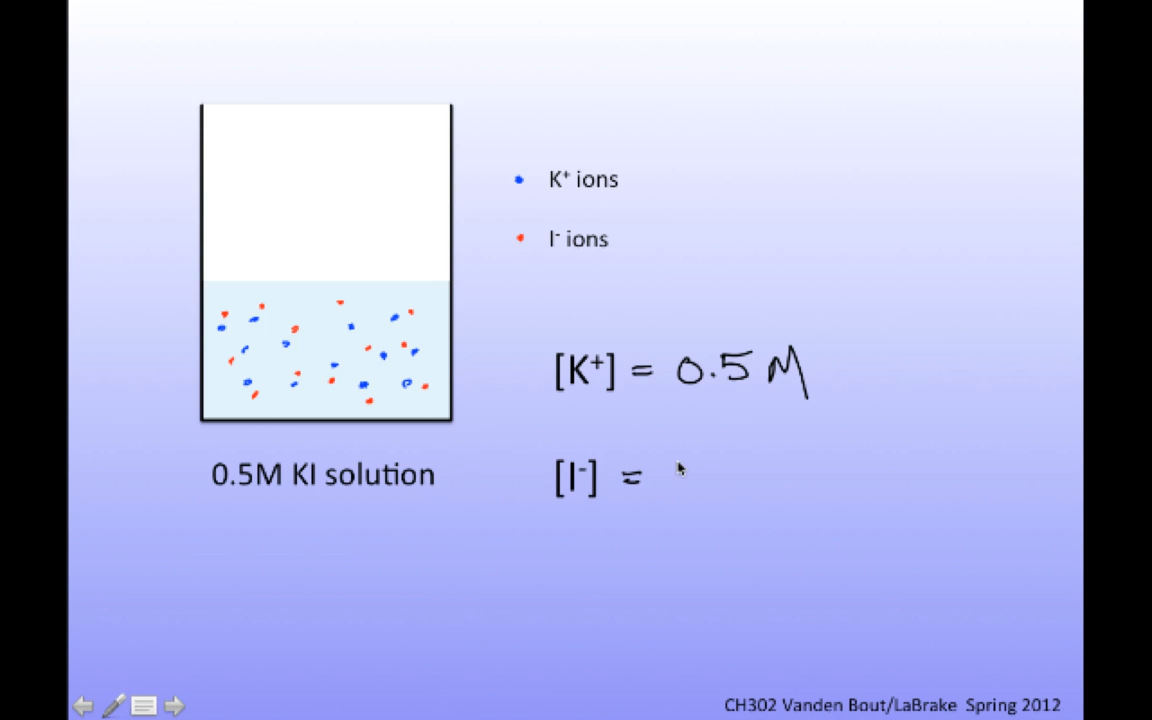 K⁺ ions
I⁻ ions
[K⁺] = 0.5 M
[I⁻] =
0.5M KI solution
CH302 Vanden Bout/LaBrake Spring 2012